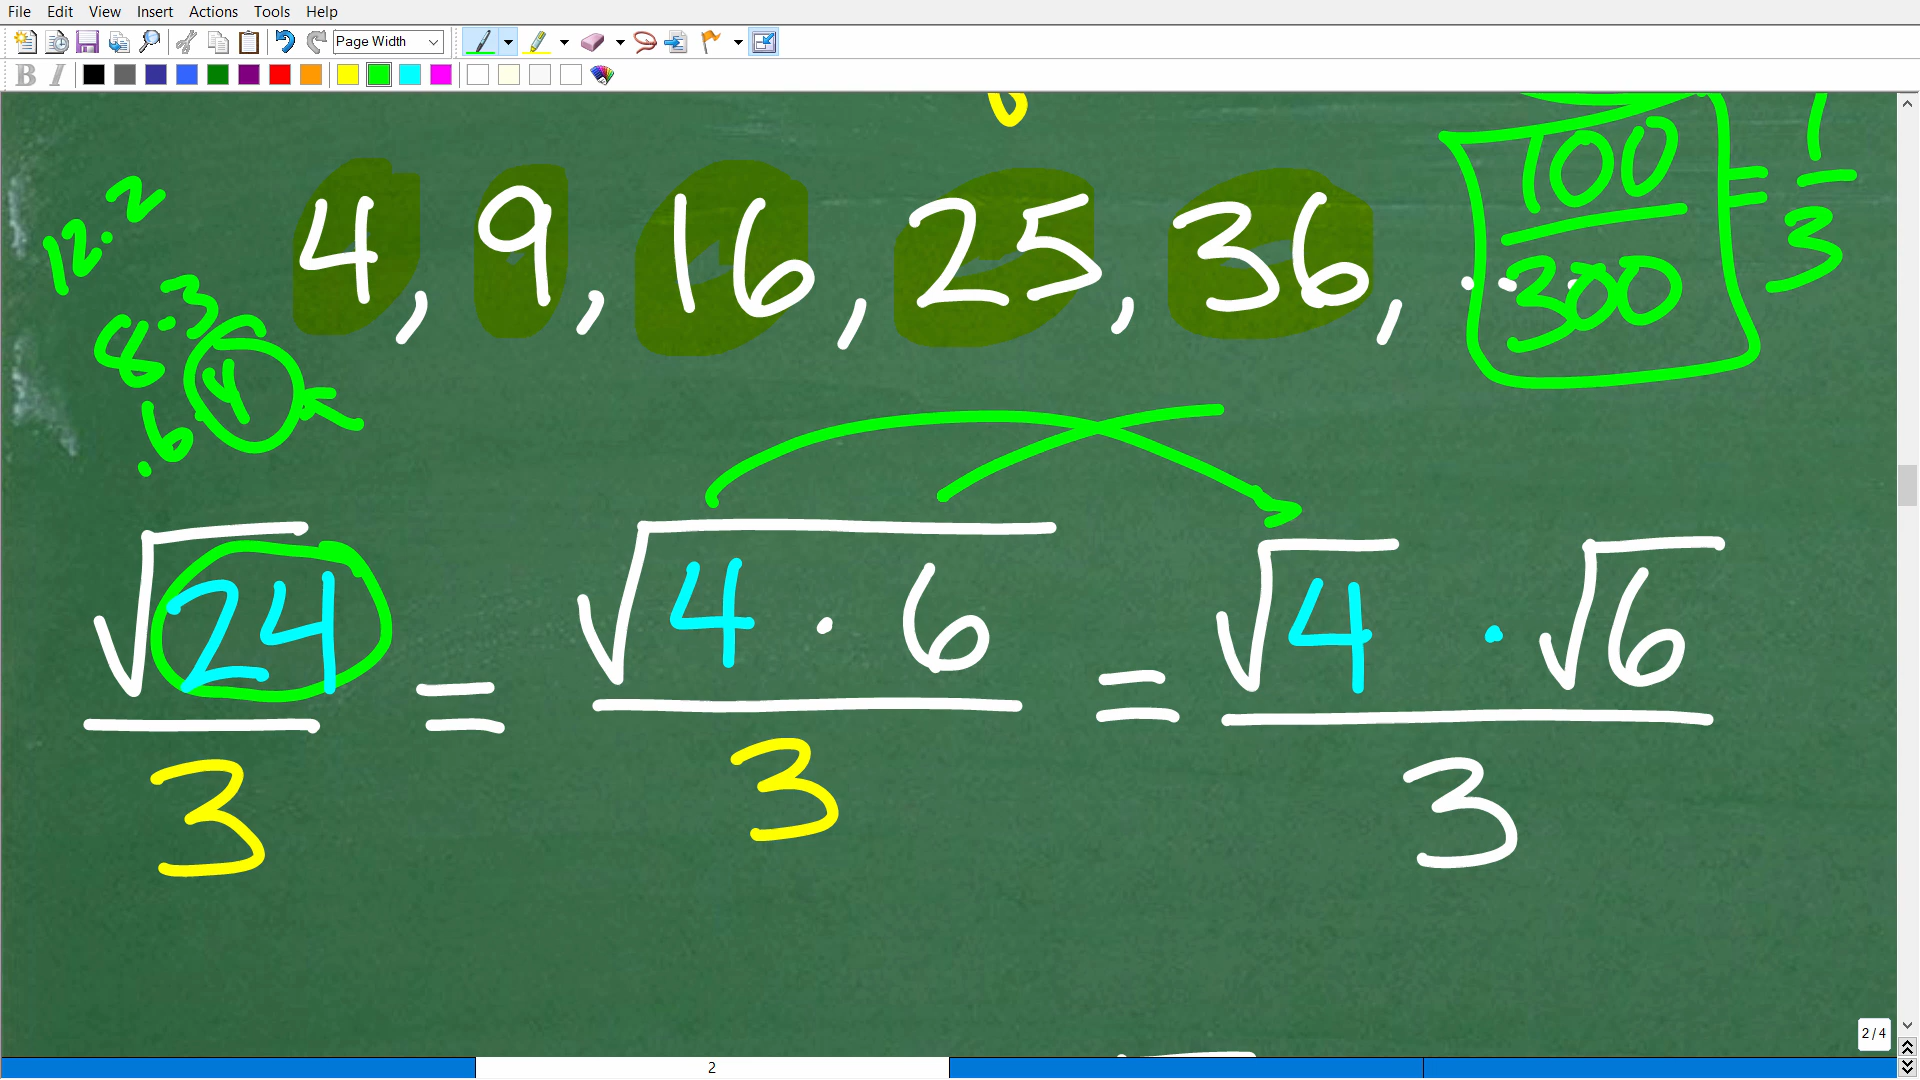 File Edit View Insert Actions Tools Help
Page Width
B I
4, 9, 16, 25, 36, ...
100/300 = 1/3
12.2
8.3
.6 4
√24/3 = √4·6/3 = √4·√6/3
2/4
2